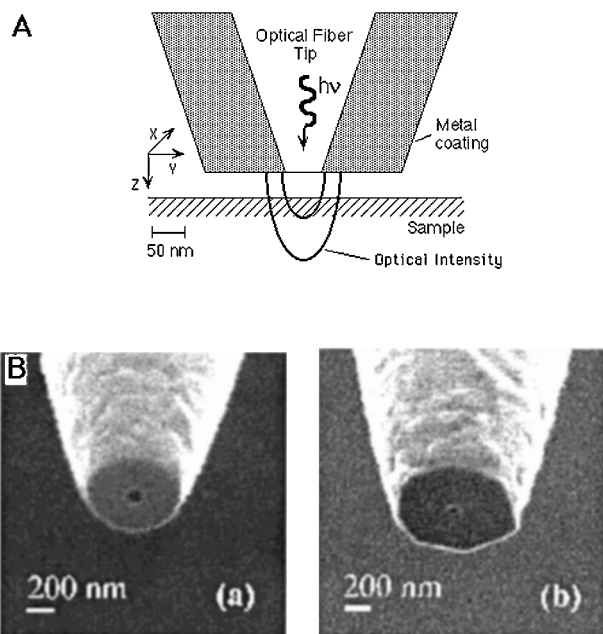 A
Optical Fiber
Tip
hν
Metal
coating
X
Y
Z
Sample
50 nm
Optical Intensity
B
200 nm
(a)
200 nm
(b)